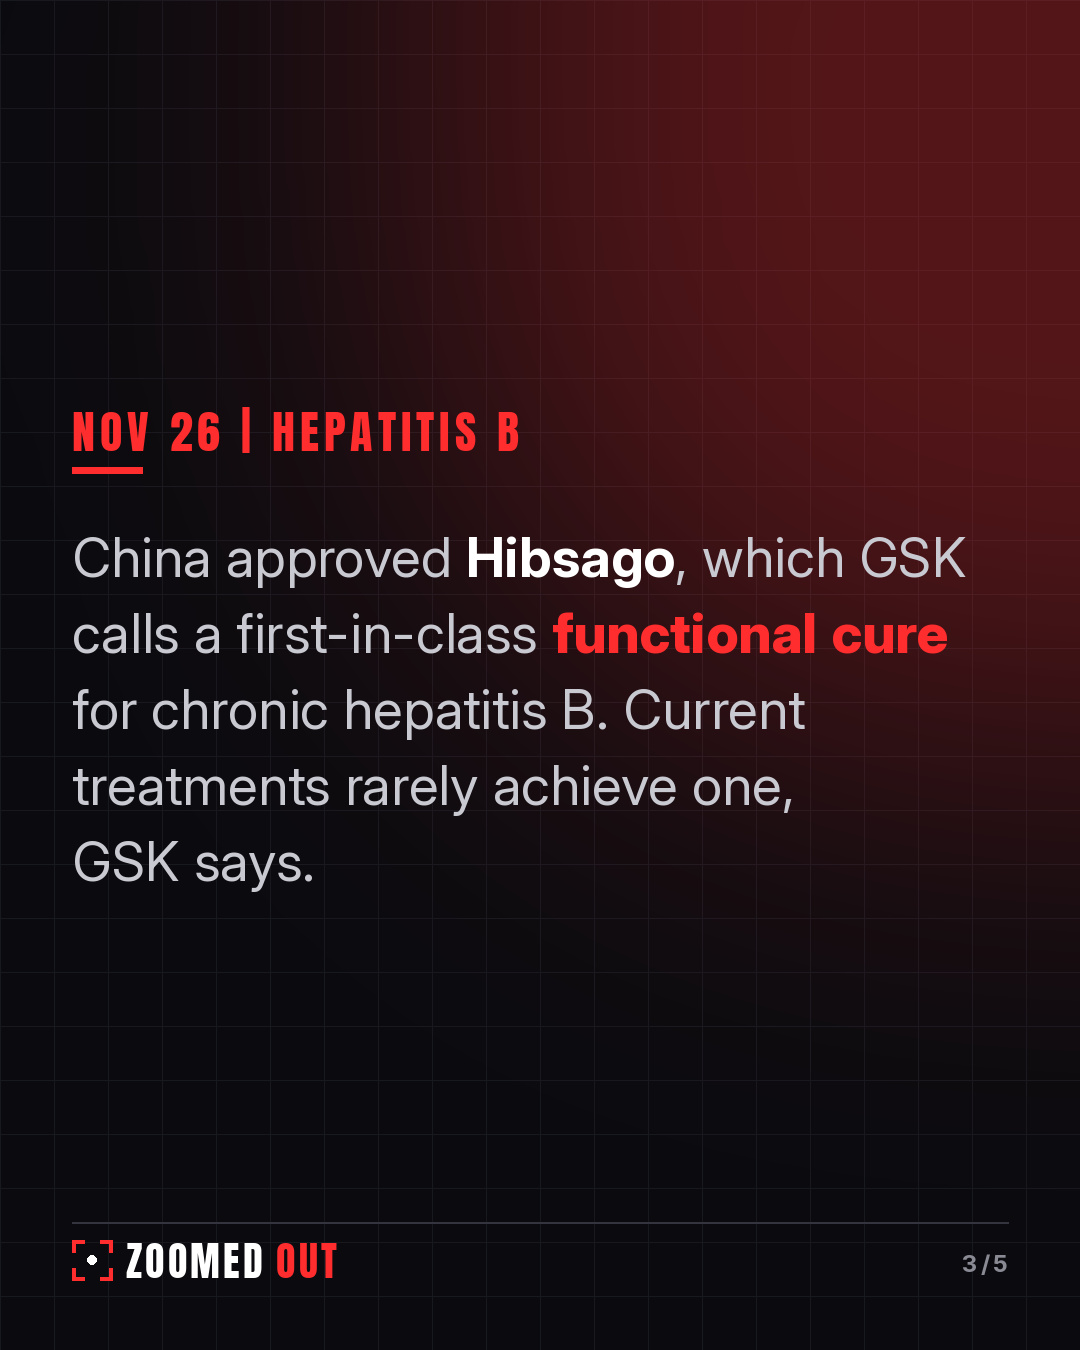 NOV 26 | HEPATITIS B
China approved Hibsago, which GSK
calls a first-in-class functional cure
for chronic hepatitis B. Current
treatments rarely achieve one,
GSK says.
ZOOMED OUT
3/5